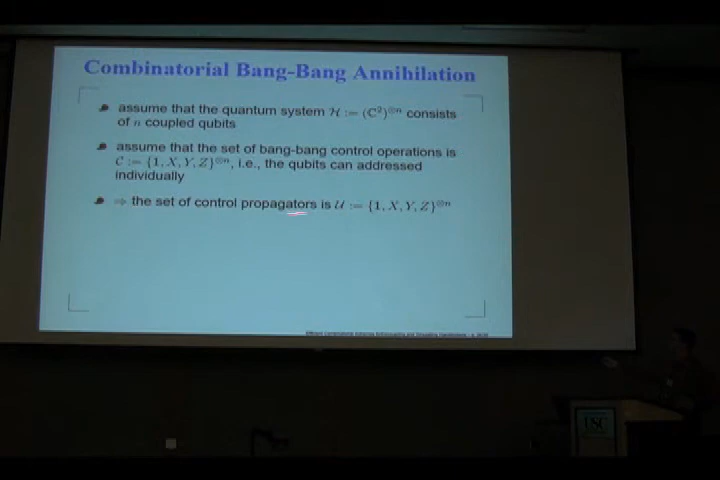 Combinatorial Bang-Bang Annihilation
assume that the quantum system ℋ := (C²)^⊗n consists
of n coupled qubits
assume that the set of bang-bang control operations is
𝒞 := {1, X, Y, Z}^⊗n, i.e., the qubits can addressed
individually
⇒ the set of control propagators is 𝒰 := {1, X, Y, Z}^⊗n
USC